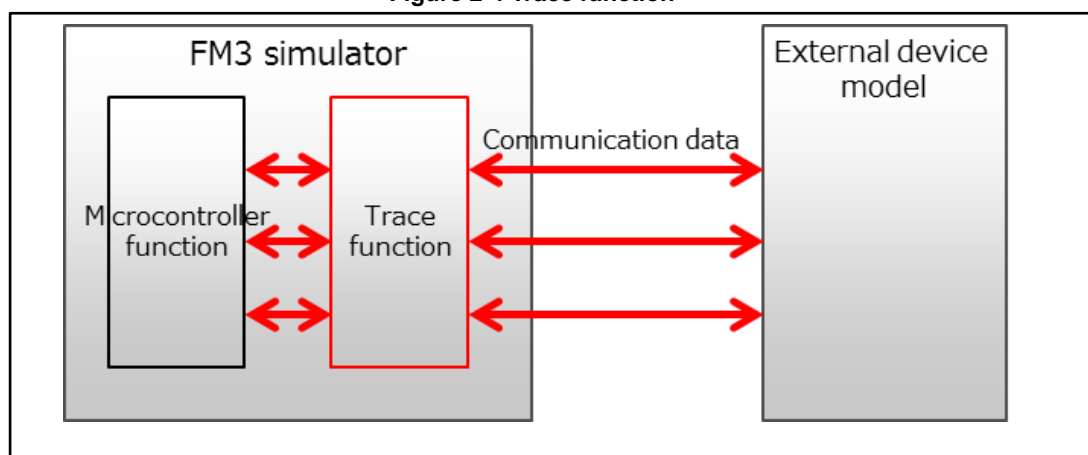 FM3 simulator
External device
model
Communication data
Microcontroller
function
Trace
function